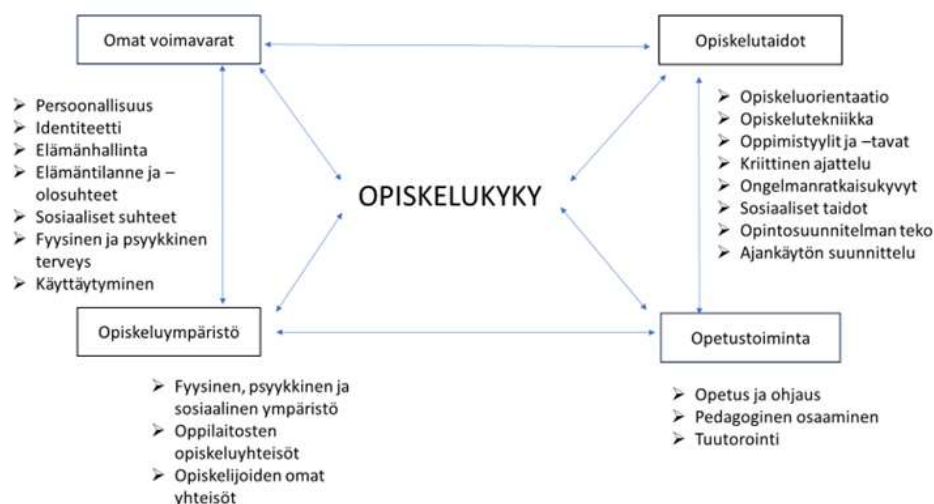 Omat voimavarat
Opiskelutaidot
➢ Persoonallisuus
➢ Identiteetti
➢ Elämänhallinta
➢ Elämäntilanne ja –
olosuhteet
➢ Sosiaaliset suhteet
➢ Fyysinen ja psyykkinen
terveys
➢ Käyttäytyminen
➢ Opiskeluorientaatio
➢ Opiskelutekniikka
➢ Oppimistyylit ja –tavat
➢ Kriittinen ajattelu
➢ Ongelmanratkaisukyvyt
➢ Sosiaaliset taidot
➢ Opintosuunnitelman teko
➢ Ajankäytön suunnittelu
OPISKELUKYKY
Opiskeluympäristö
Opetustoiminta
➢ Fyysinen, psyykkinen ja
sosiaalinen ympäristö
➢ Oppilaitosten
opiskeluyhteisöt
➢ Opiskelijoiden omat
yhteisöt
➢ Opetus ja ohjaus
➢ Pedagoginen osaaminen
➢ Tuutorointi